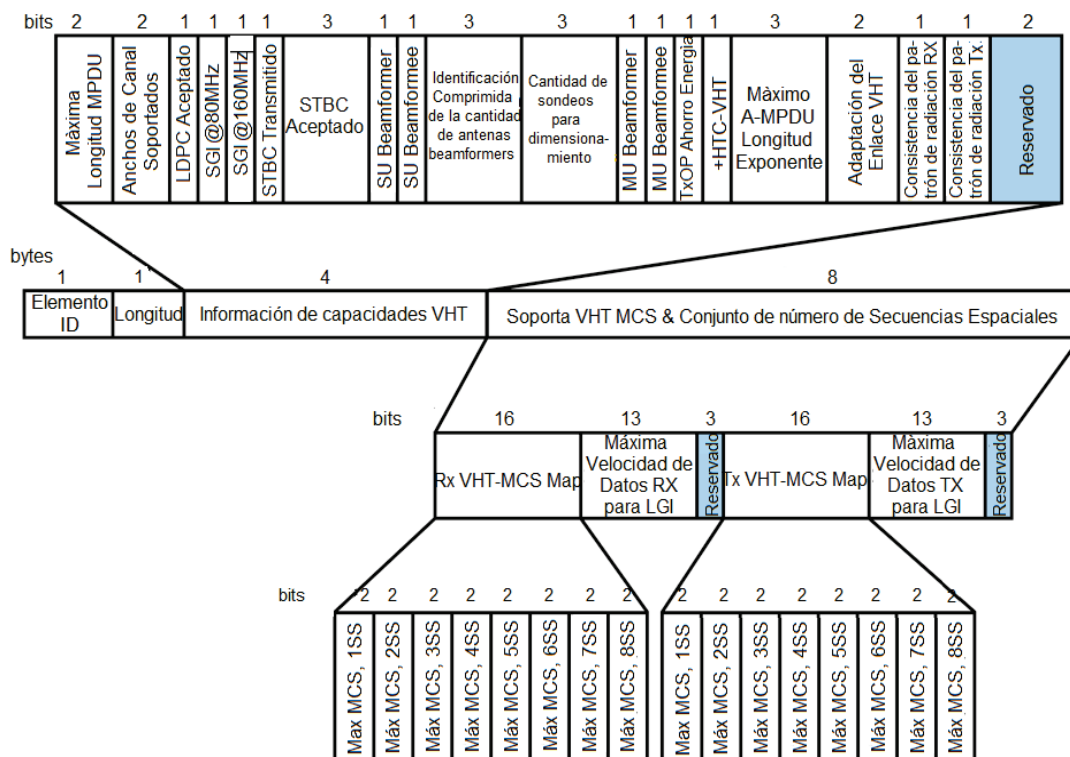 bits 2 2 1 1 1 1 3 1 1 3 3 1 1 1 1 3 2 1 1 2
Màxima
Longitud MPDU
Anchos de Canal
Soportados
LDPC Aceptado
SGI@80MHz
SGI@160MHz
STBC Transmitido
STBC
Aceptado
SU Beamformer
SU Beamformee
Identificación
Comprimida
de la cantidad
de antenas
beamformers
Cantidad de
sondeos
para
dimensiona-
miento
MU Beamformer
MU Beamformee
TxOP Ahorro Energia
+HTC-VHT
Màximo
A-MPDU
Longitud
Exponente
Adaptación del
Enlace VHT
Consistencia del pa-
trón de radiación RX
Consistencia del pa-
trón de radiación Tx.
Reservado
bytes
1 1 4 8
Elemento
ID
Longitud
Información de capacidades VHT
Soporta VHT MCS & Conjunto de número de Secuencias Espaciales
bits 16 13 3 16 13 3
Rx VHT-MCS Map
Máxima
Velocidad de
Datos RX
para LGI
Reservado
Tx VHT-MCS Map
Màxima
Velocidad de
Datos TX
para LGI
Reservado
bits 2 2 2 2 2 2 2 2 2 2 2 2 2 2 2 2
Max MCS, 1SS
Máx MCS, 2SS
Máx MCS, 3SS
Máx MCS, 4SS
Máx MCS, 5SS
Máx MCS, 6SS
Máx MCS, 7SS
Máx MCS, 8SS
Máx MCS, 1SS
Máx MCS, 2SS
Máx MCS, 3SS
Máx MCS, 4SS
Máx MCS, 5SS
Máx MCS, 6SS
Máx MCS, 7SS
Máx MCS, 8SS